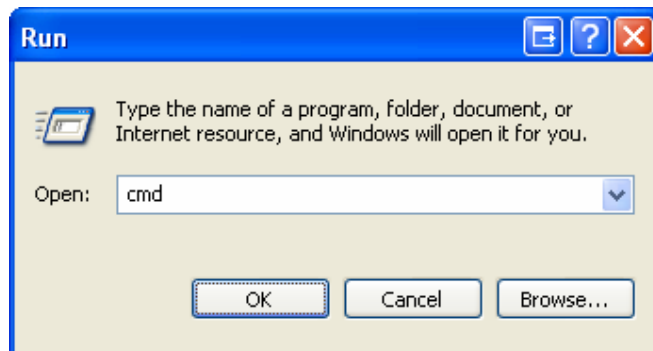 Run
Type the name of a program, folder, document, or
Internet resource, and Windows will open it for you.
Open: cmd
OK Cancel Browse...